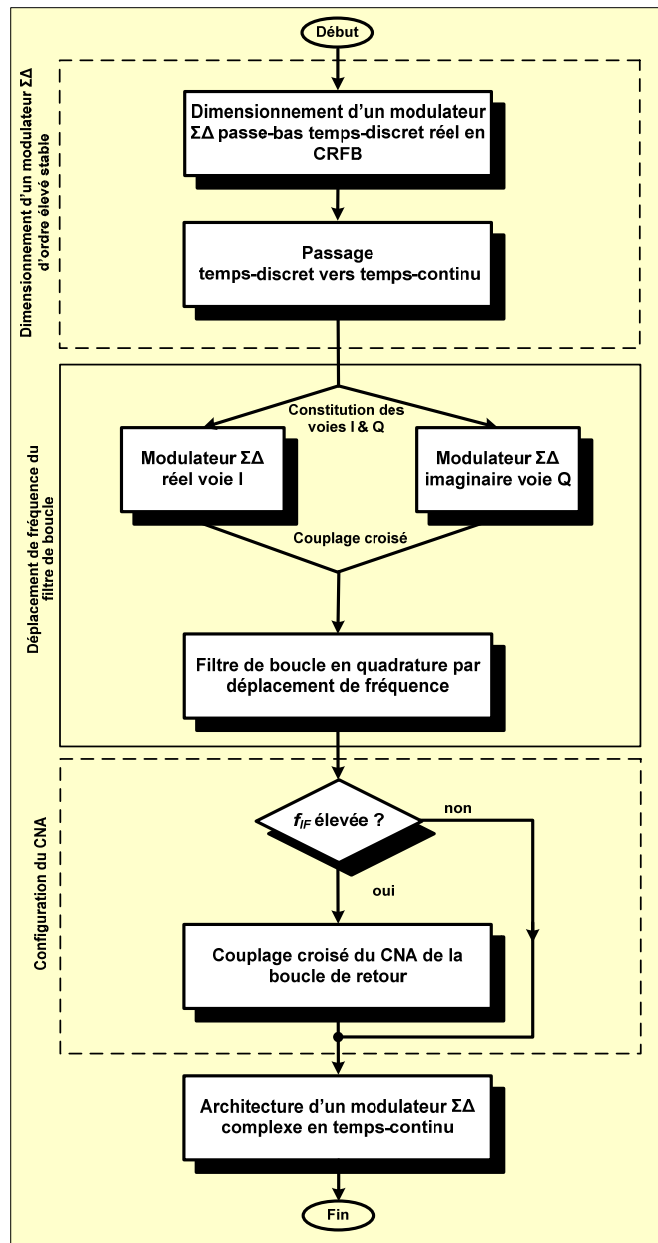 Début
Dimensionnement d'un modulateur ΣΔ
d'ordre élevé stable
Dimensionnement d'un modulateur
ΣΔ passe-bas temps-discret réel en
CRFB
Passage
temps-discret vers temps-continu
Déplacement de fréquence du
filtre de boucle
Constitution des
voies I & Q
Modulateur ΣΔ
réel voie I
Modulateur ΣΔ
imaginaire voie Q
Couplage croisé
Filtre de boucle en quadrature par
déplacement de fréquence
Configuration du CNA
fIF élevée ?
non
oui
Couplage croisé du CNA de la
boucle de retour
Architecture d'un modulateur ΣΔ
complexe en temps-continu
Fin